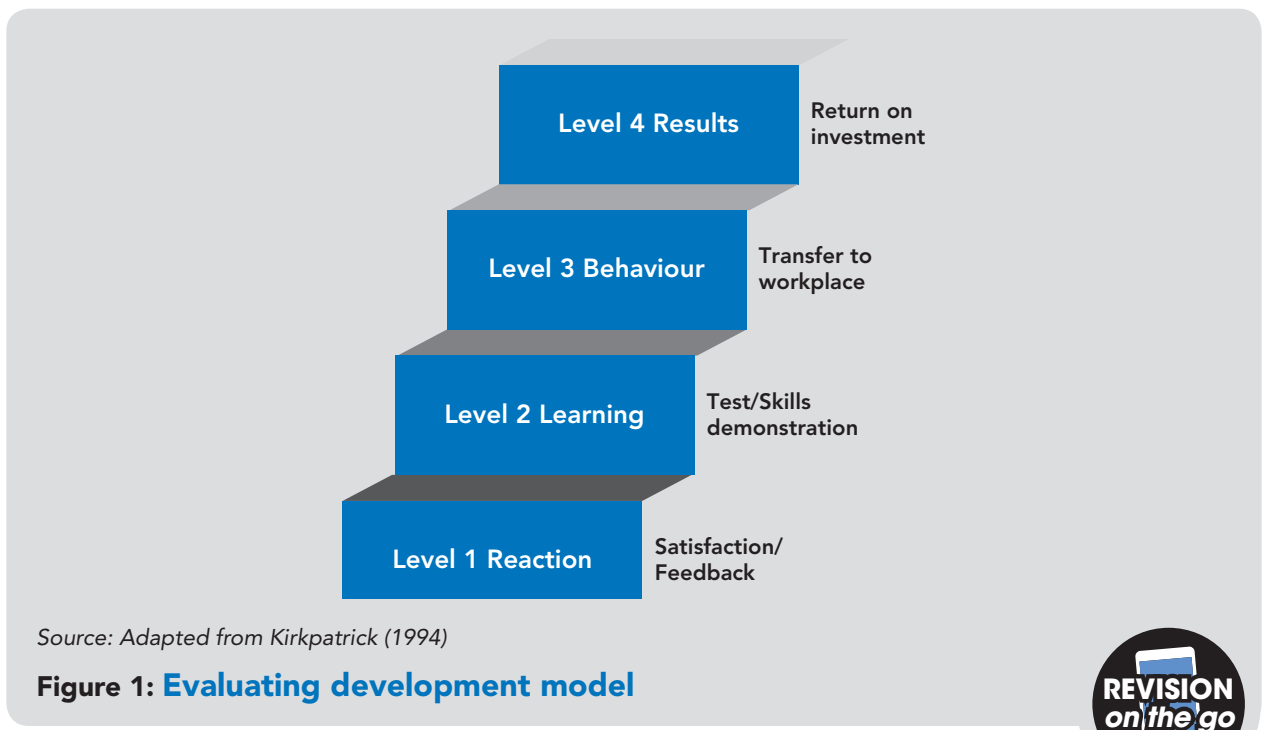 Level 4 Results
Return on
investment
Level 3 Behaviour
Transfer to
workplace
Level 2 Learning
Test/Skills
demonstration
Level 1 Reaction
Satisfaction/
Feedback
Source: Adapted from Kirkpatrick (1994)
Figure 1: Evaluating development model
REVISION
on the go